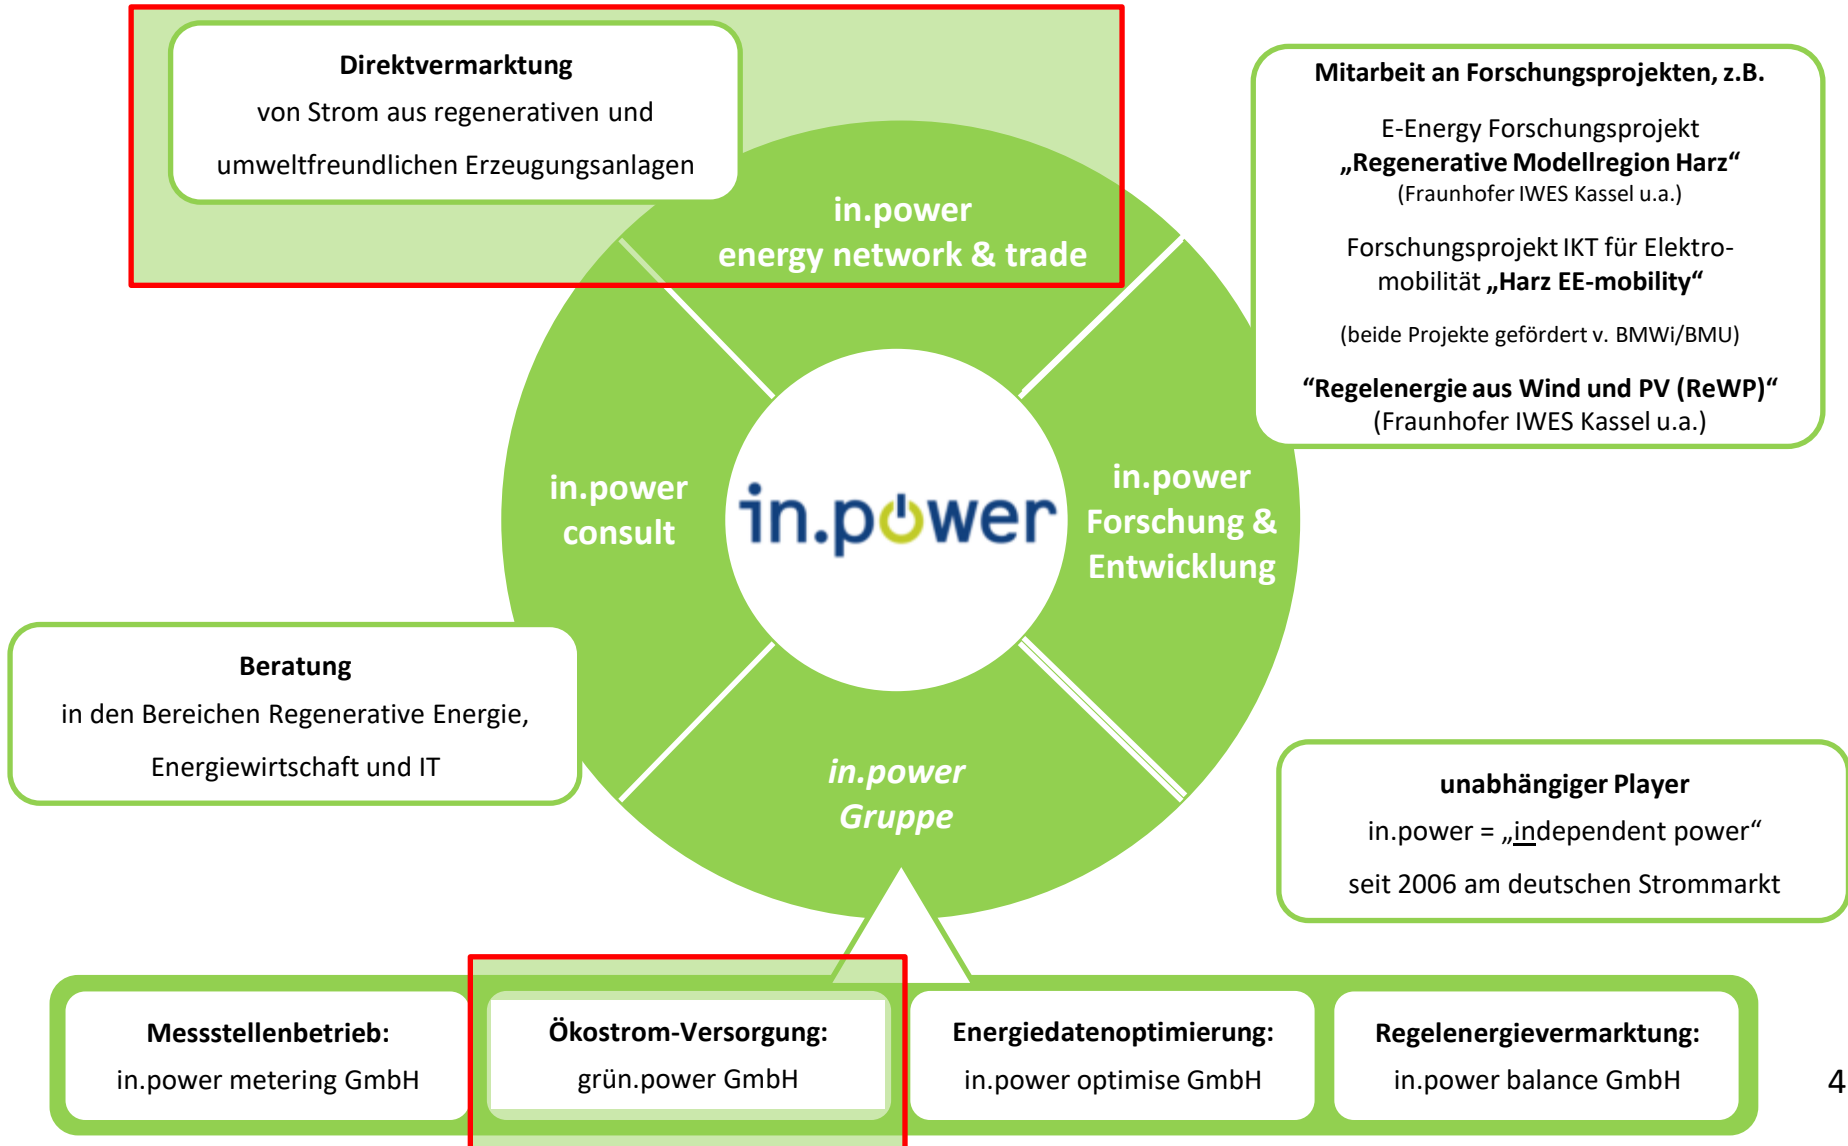 Direktvermarktung
von Strom aus regenerativen und
umweltfreundlichen Erzeugungsanlagen
Mitarbeit an Forschungsprojekten, z.B.
E-Energy Forschungsprojekt
„Regenerative Modellregion Harz“
(Fraunhofer IWES Kassel u.a.)
Forschungsprojekt IKT für Elektro-
mobilität „Harz EE-mobility“
(beide Projekte gefördert v. BMWi/BMU)
“Regelenergie aus Wind und PV (ReWP)“
(Fraunhofer IWES Kassel u.a.)
in.power
energy network & trade
in.power
consult
in.power
in.power
Forschung &
Entwicklung
Beratung
in den Bereichen Regenerative Energie,
Energiewirtschaft und IT
in.power
Gruppe
unabhängiger Player
in.power = „independent power“
seit 2006 am deutschen Strommarkt
Messstellenbetrieb:
in.power metering GmbH
Ökostrom-Versorgung:
grün.power GmbH
Energiedatenoptimierung:
in.power optimise GmbH
Regelenergievermarktung:
in.power balance GmbH
4